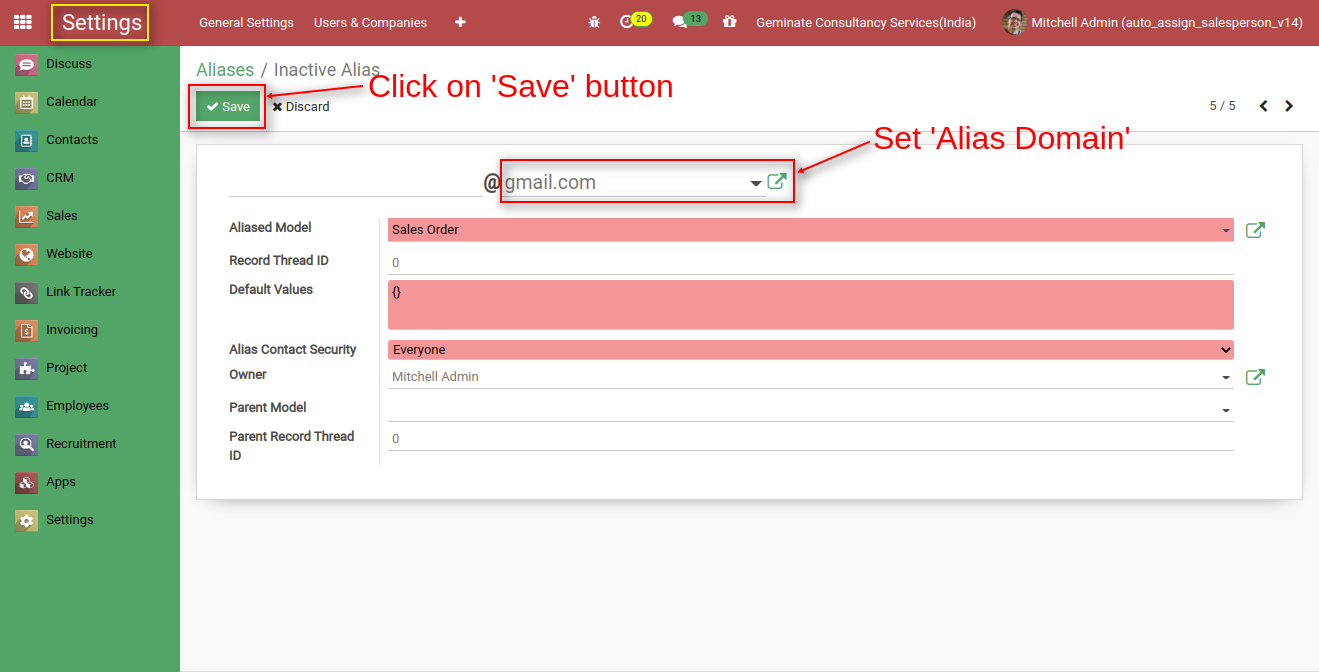 Settings
General Settings Users & Companies
20
13
Geminate Consultancy Services(India)
Mitchell Admin (auto_assign_salesperson_v14)
Discuss
Calendar
Contacts
CRM
Sales
Website
Link Tracker
Invoicing
Project
Employees
Recruitment
Apps
Settings
Aliases / Inactive Alias
Click on 'Save' button
Save Discard
5 / 5
Set 'Alias Domain'
@ gmail.com
Aliased Model Sales Order
Record Thread ID 0
Default Values {}
Alias Contact Security Everyone
Owner Mitchell Admin
Parent Model
Parent Record Thread
ID
0